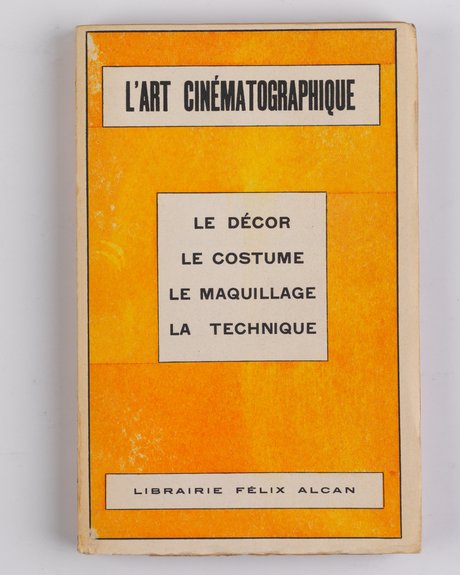 L'ART CINÉMATOGRAPHIQUE
LE DÉCOR
LE COSTUME
LE MAQUILLAGE
LA TECHNIQUE
LIBRAIRIE FÉLIX ALCAN